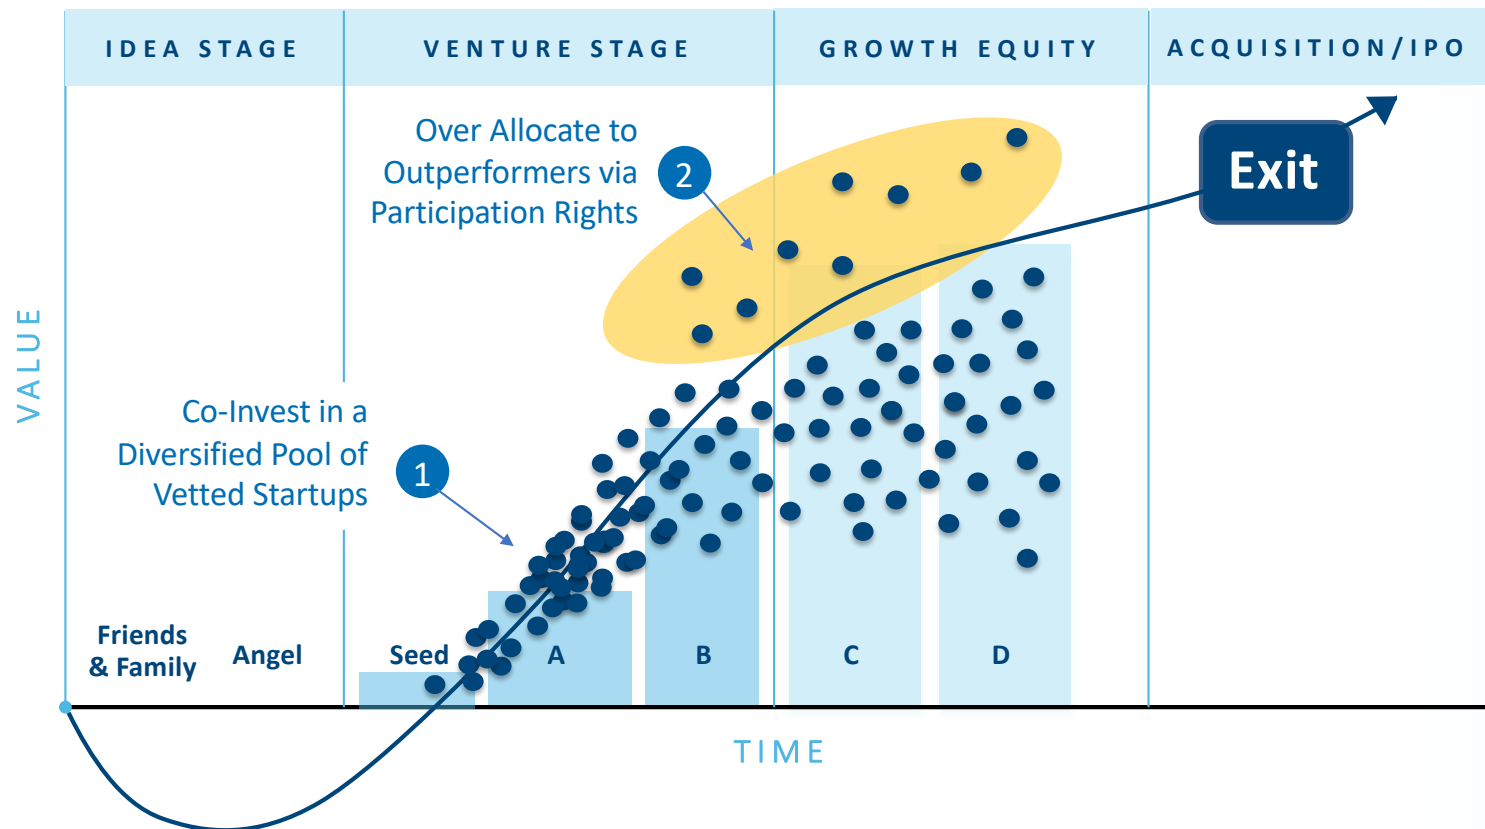 IDEA STAGE
VENTURE STAGE
GROWTH EQUITY
ACQUISITION/IPO
Over Allocate to
Outperformers via
Participation Rights
2
Exit
VALUE
Co-Invest in a
Diversified Pool of
Vetted Startups
1
Friends
& Family
Angel
Seed
A
B
C
D
TIME